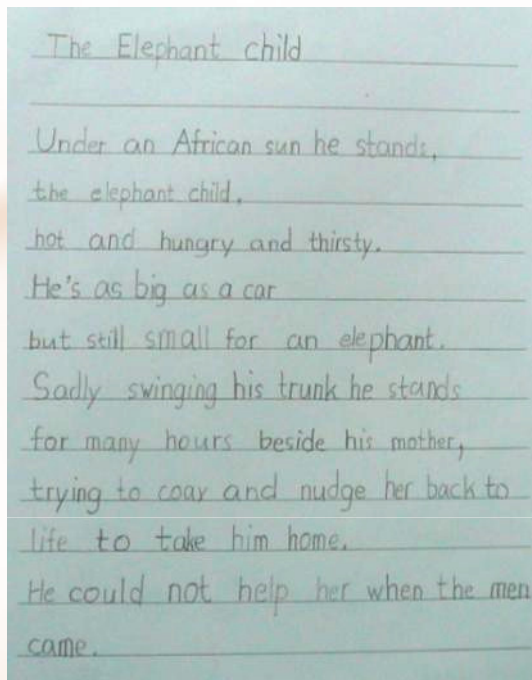 The Elephant child
Under an African sun he stands,
the elephant child,
hot and hungry and thirsty.
He's as big as a car
but still small for an elephant.
Sadly swinging his trunk he stands
for many hours beside his mother,
trying to coax and nudge her back to
life to take him home.
He could not help her when the men
came.